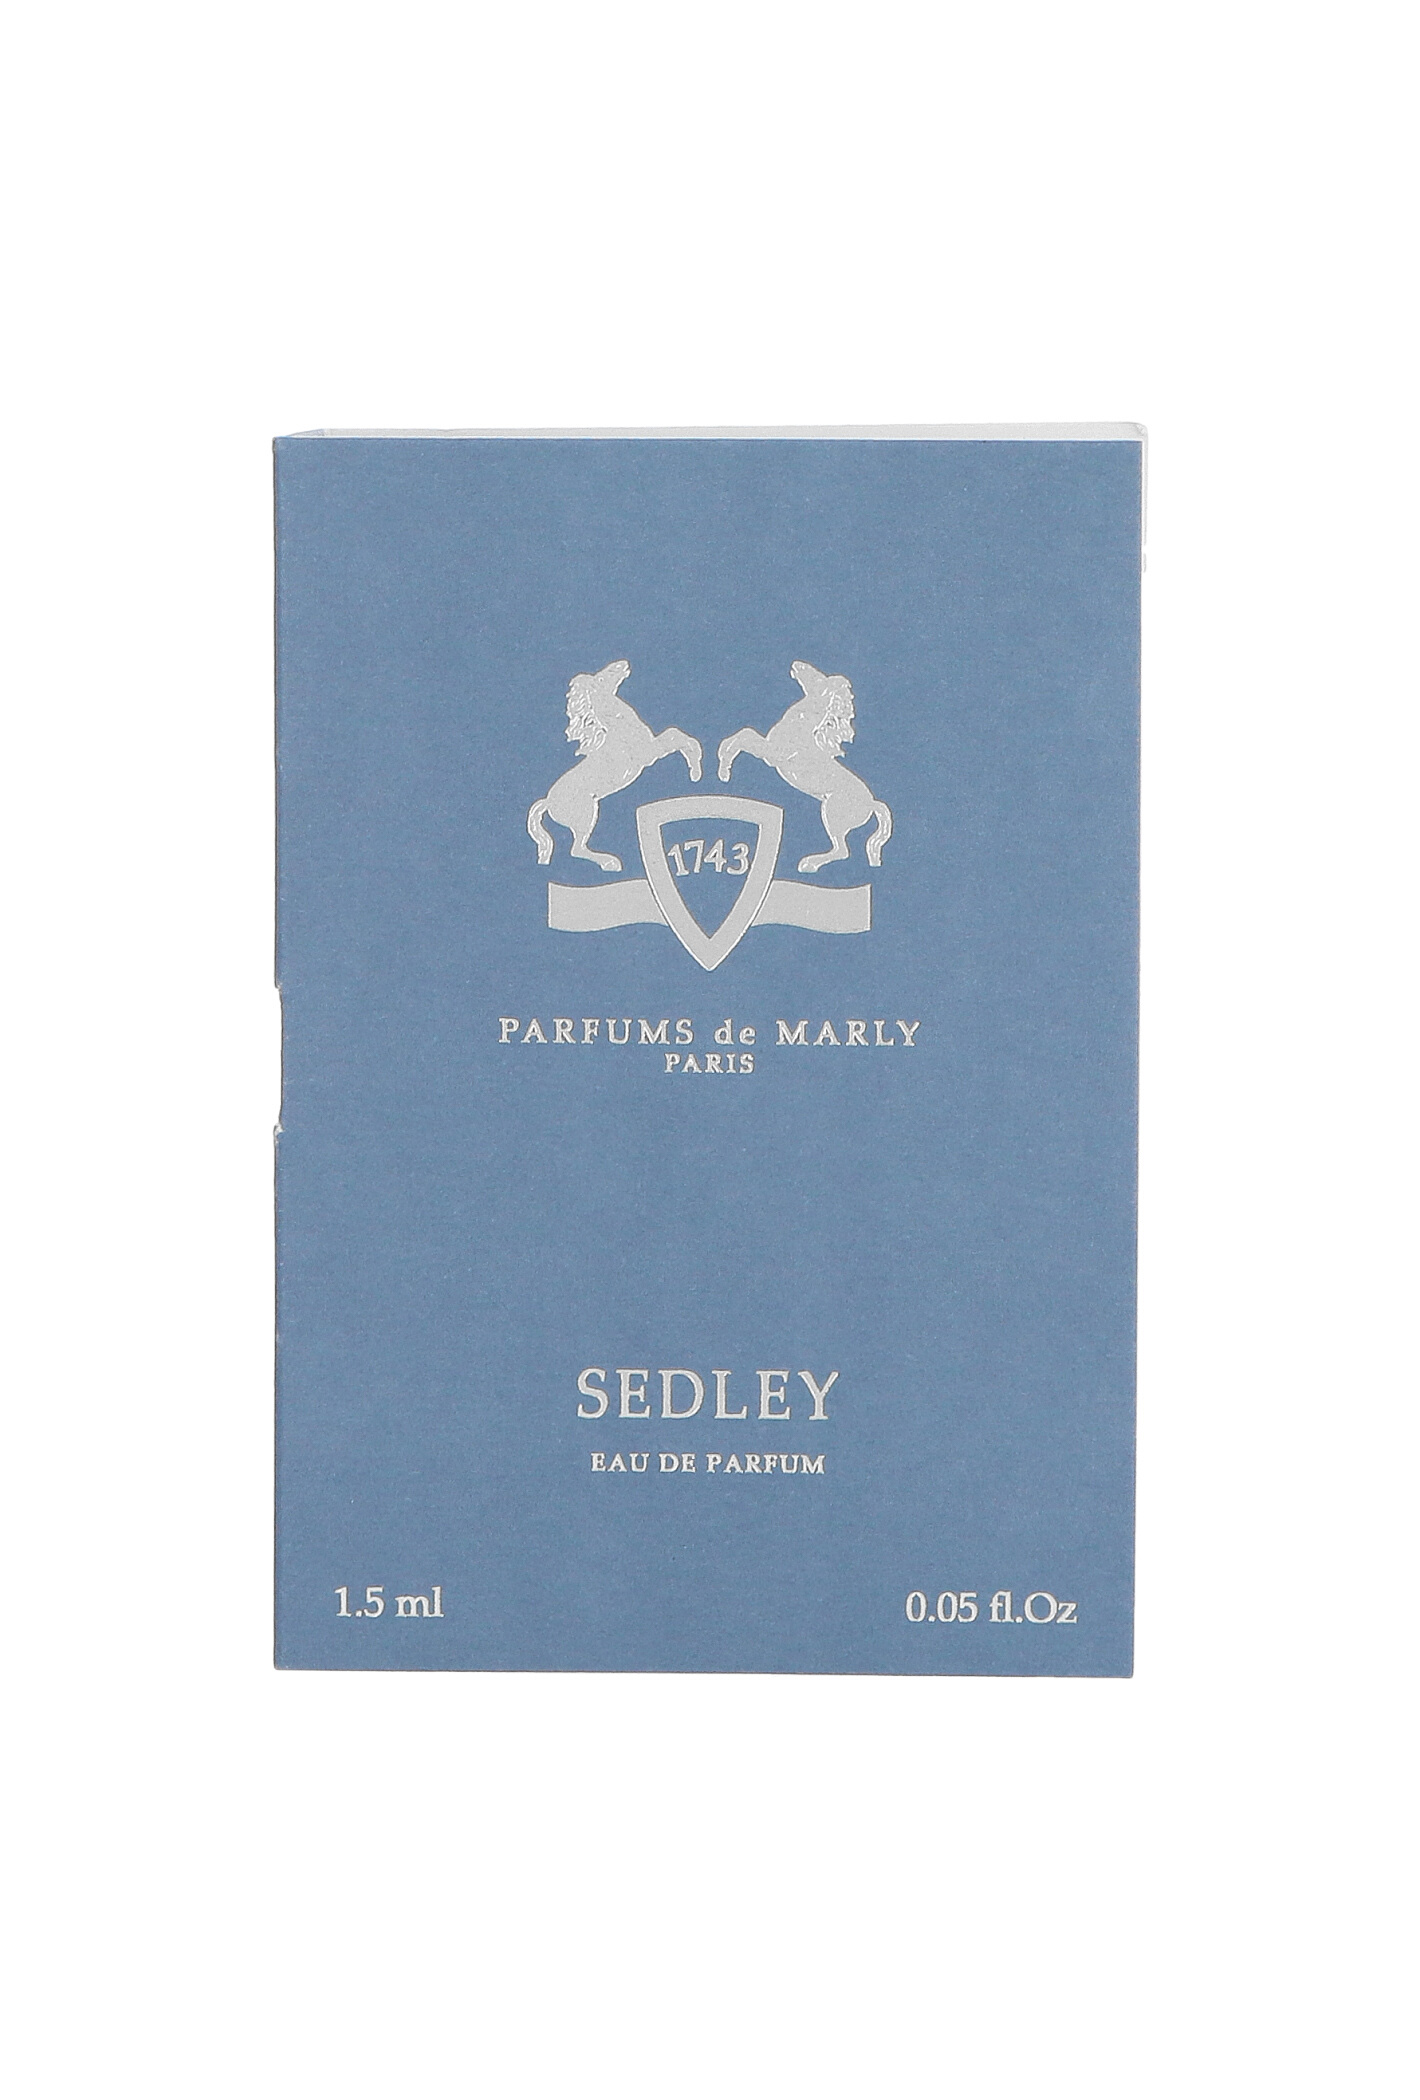 1743
PARFUMS de MARLY
PARIS
SEDLEY
EAU DE PARFUM
1.5 ml
0.05 fl.Oz